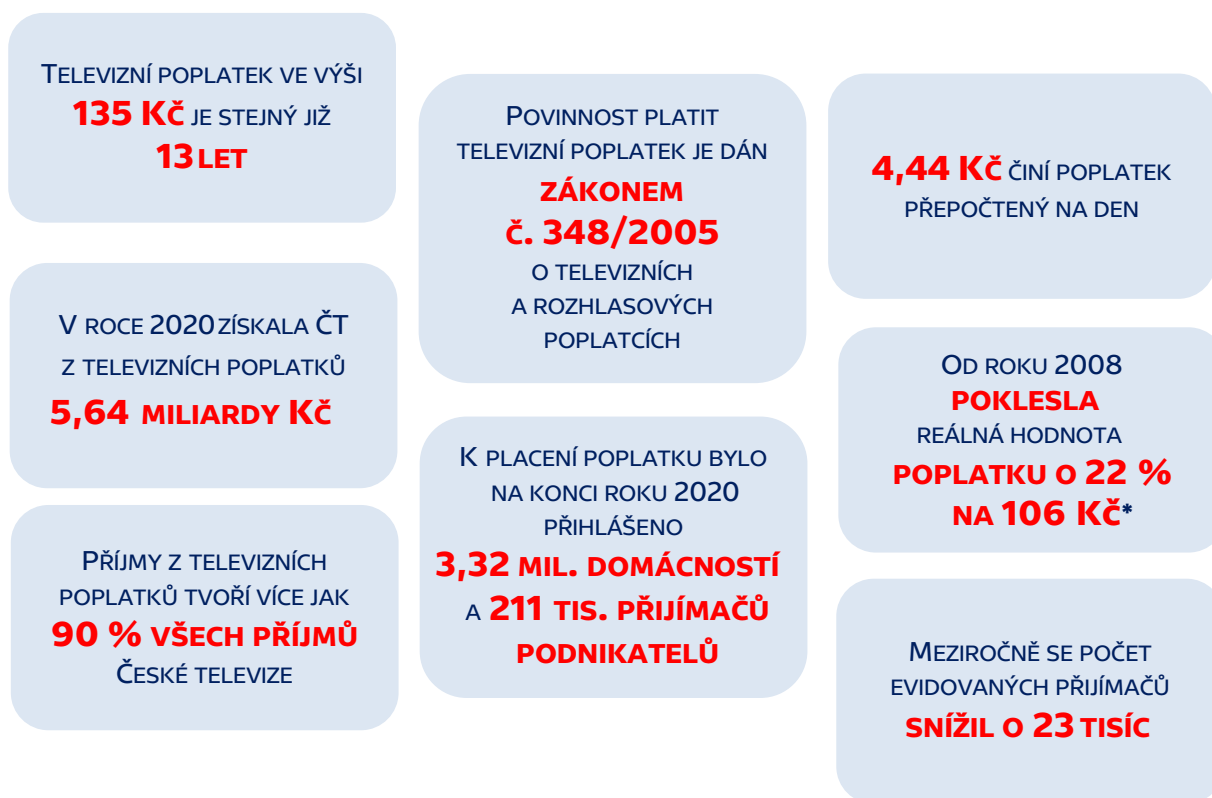 Televizní poplatek ve výši
135 Kč je stejný již
13 let
V roce 2020 získala ČT
z televizních poplatků
5,64 miliardy Kč
Příjmy z televizních
poplatků tvoří více jak
90 % všech příjmů
České televize
Povinnost platit
televizní poplatek je dán
zákonem
č. 348/2005
o televizních
a rozhlasových
poplatcích
K placení poplatku bylo
na konci roku 2020
přihlášeno
3,32 mil. domácností
a 211 tis. přijímačů
podnikatelů
4,44 Kč činí poplatek
přepočtený na den
Od roku 2008
poklesla
reálná hodnota
poplatku o 22 %
na 106 Kč*
Meziročně se počet
evidovaných přijímačů
snížil o 23 tisíc